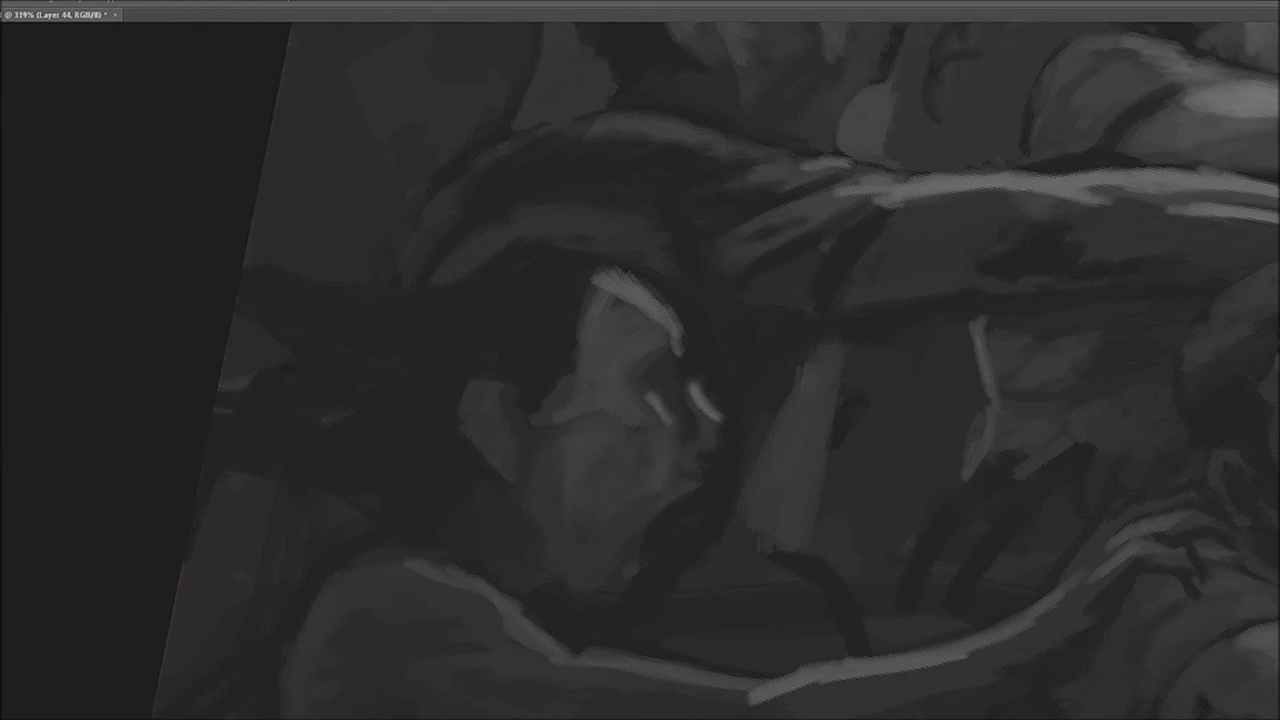 @ 319% (Layer 44, RGB/8) * ×